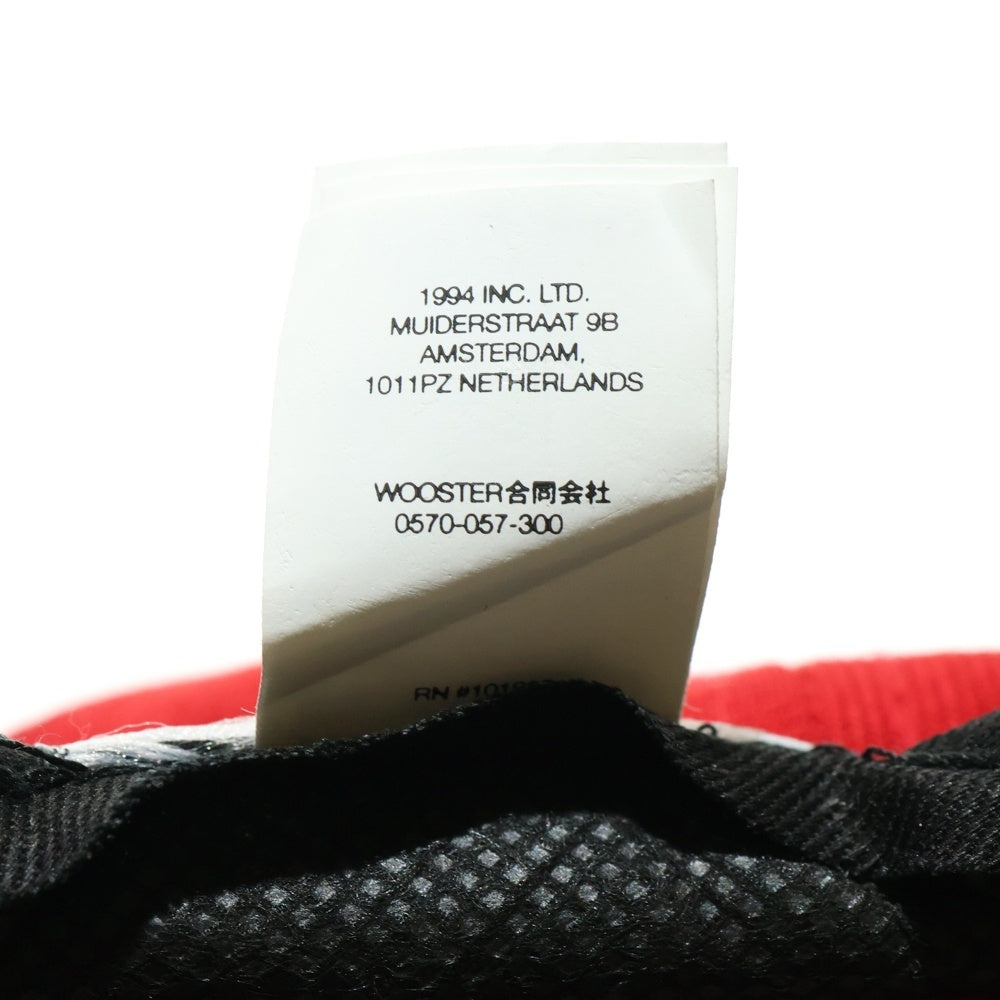 1994 INC. LTD.
MUIDERSTRAAT 9B
AMSTERDAM,
1011PZ NETHERLANDS
WOOSTER合同会社
0570-057-300
RN